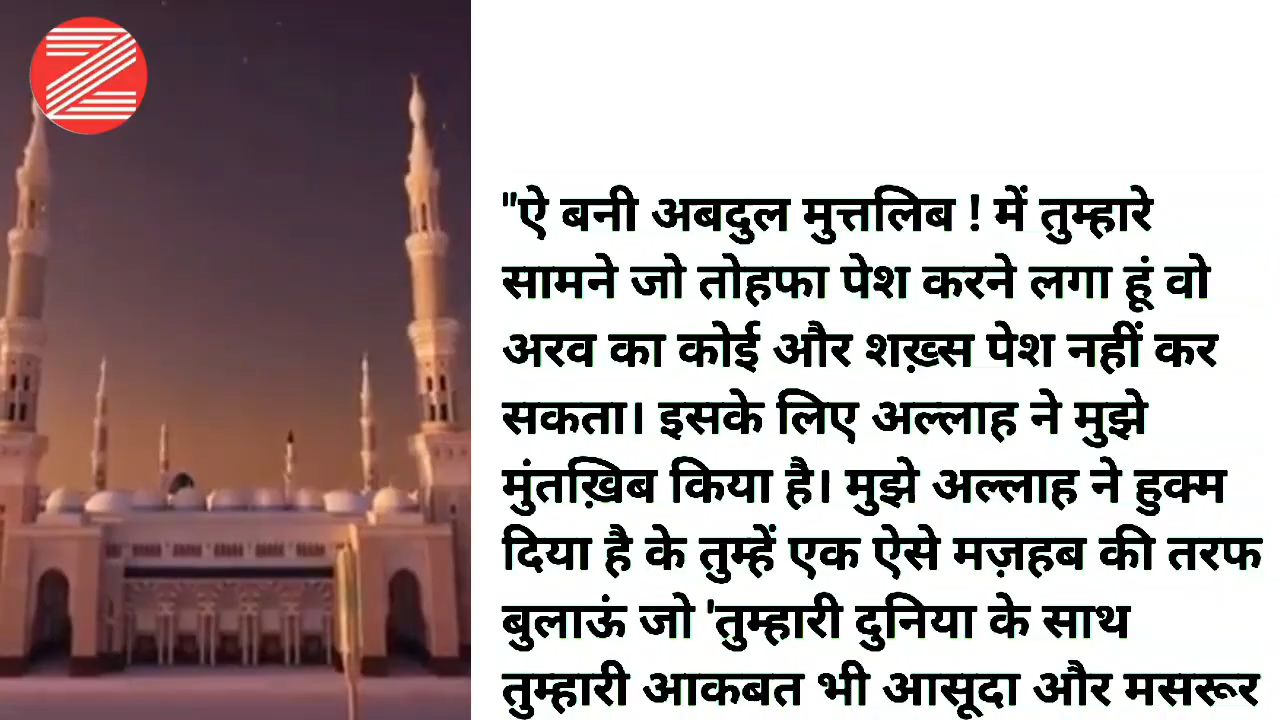 "ऐ बनी अबदुल मुत्तलिब ! में तुम्हारे
सामने जो तोहफा पेश करने लगा हूं वो
अरव का कोई और शख़्स पेश नहीं कर
सकता। इसके लिए अल्लाह ने मुझे
मुंतख़िब किया है। मुझे अल्लाह ने हुक्म
दिया है के तुम्हें एक ऐसे मज़हब की तरफ
बुलाऊं जो 'तुम्हारी दुनिया के साथ
तुम्हारी आकबत भी आसूदा और मसरूर